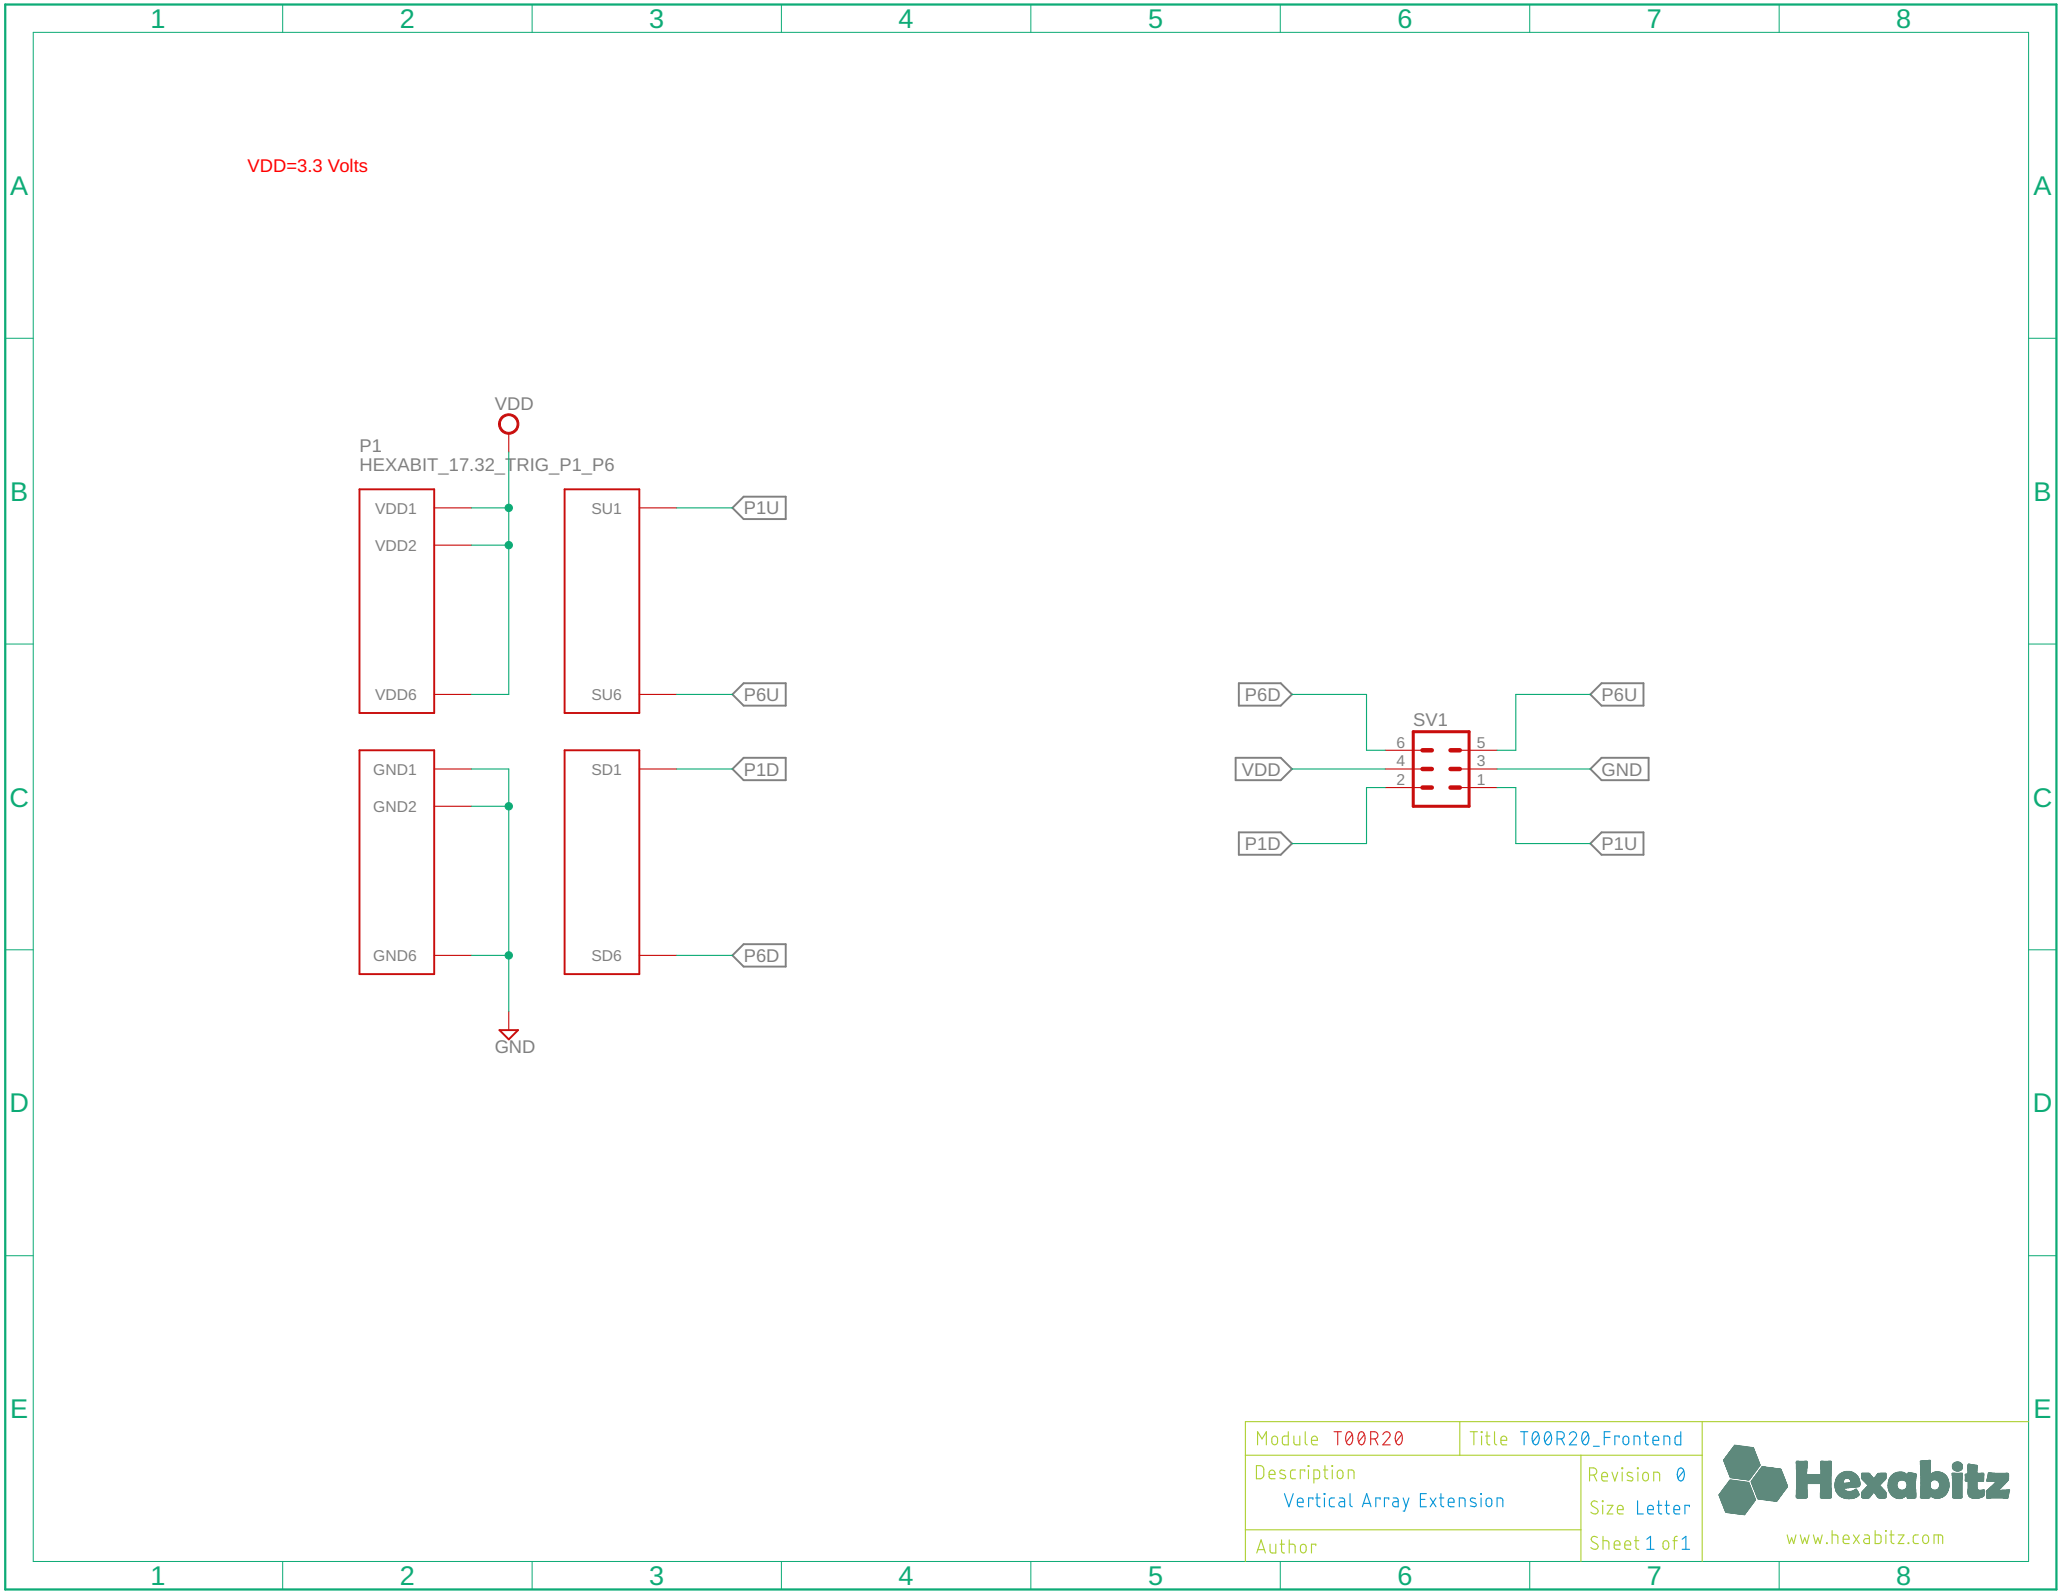 1 2 3 4 5 6 7 8
A A
VDD=3.3 Volts
VDD
P1
HEXABIT_17.32_TRIG_P1_P6
B B
VDD1 SU1 P1U
VDD2
VDD6 SU6 P6U
P6D P6U
SV1
6 5
4 3
2 1
VDD GND
P1D P1U
GND1 SD1 P1D
GND2
C C
GND6 SD6 P6D
GND
D D
E E
Module T00R20 Title T00R20_Frontend
Description
Vertical Array Extension
Revision 0
Size Letter
Author
Sheet 1 of 1
Hexabitz
www.hexabitz.com
1 2 3 4 5 6 7 8